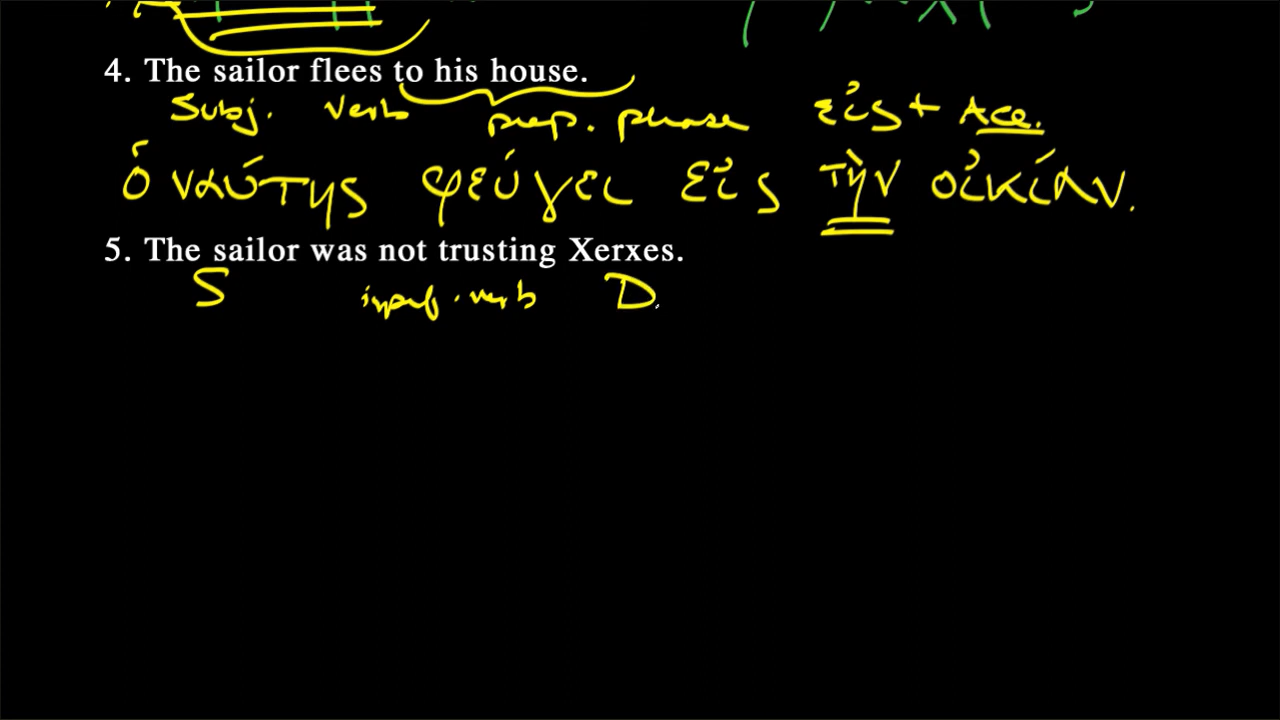 4. The sailor flees to his house.
Subj. Verb prep. phrase εἰς + Acc.
ὁ ναύτης φεύγει εἰς τὴν οἰκίαν.
5. The sailor was not trusting Xerxes.
S imperf. verb D.